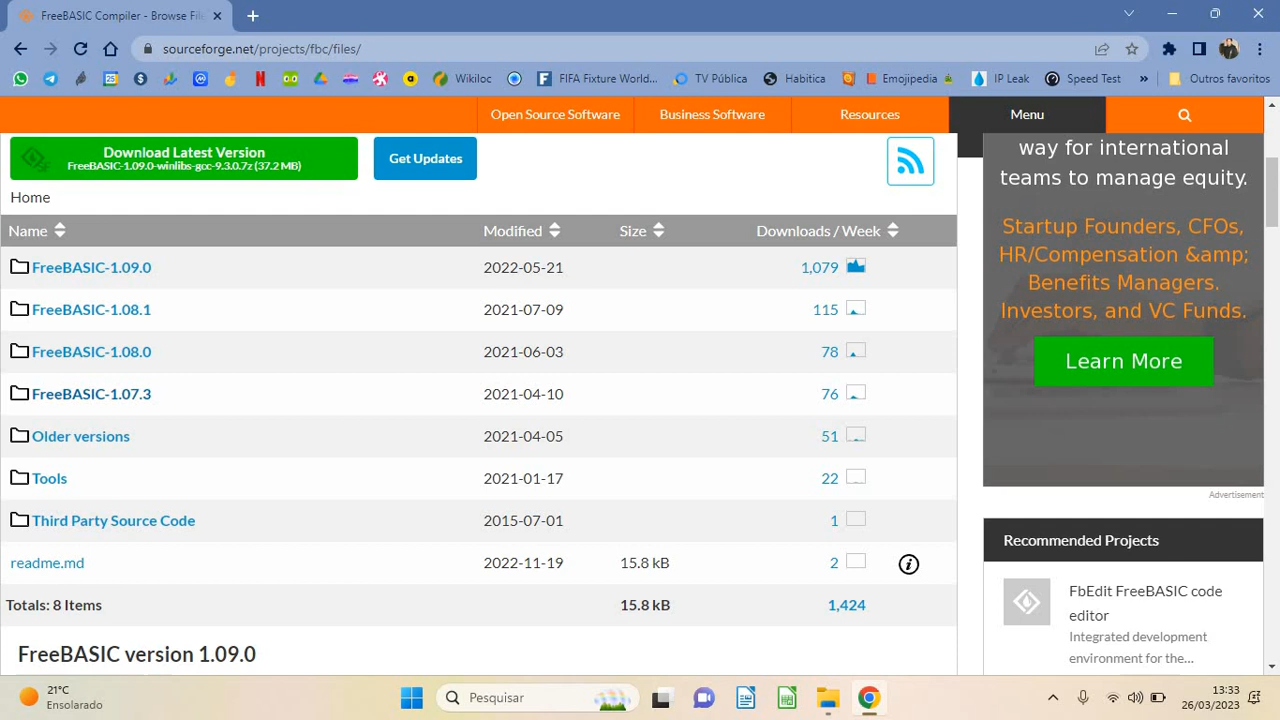 FreeBASIC Compiler - Browse File
sourceforge.net/projects/fbc/files/
Wikiloc
FIFA Fixture World...
TV Pública
Habitica
Emojipedia
IP Leak
Speed Test
»
Outros favoritos
Open Source Software
Business Software
Resources
Menu
Download Latest Version
FreeBASIC-1.09.0-winlibs-gcc-9.3.0.7z (37.2 MB)
Get Updates
Home
Name Modified Size Downloads / Week
FreeBASIC-1.09.0 2022-05-21 1,079
FreeBASIC-1.08.1 2021-07-09 115
FreeBASIC-1.08.0 2021-06-03 78
FreeBASIC-1.07.3 2021-04-10 76
Older versions 2021-04-05 51
Tools 2021-01-17 22
Third Party Source Code 2015-07-01 1
readme.md 2022-11-19 15.8 kB 2
Totals: 8 Items 15.8 kB 1,424
FreeBASIC version 1.09.0
way for international
teams to manage equity.
Startup Founders, CFOs,
HR/Compensation &amp;
Benefits Managers.
Investors, and VC Funds.
Learn More
Advertisement
Recommended Projects
FbEdit FreeBASIC code
editor
Integrated development
environment for the...
21°C
Ensolarado
Pesquisar
13:33
26/03/2023